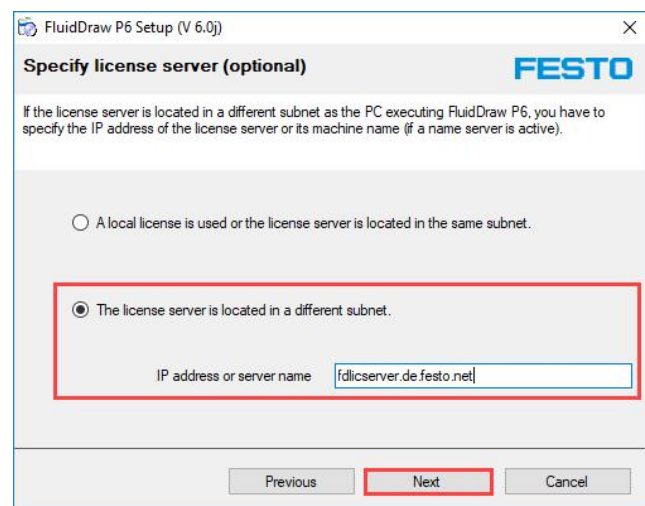 FluidDraw P6 Setup (V 6.0j)
Specify license server (optional)
FESTO
If the license server is located in a different subnet as the PC executing FluidDraw P6, you have to
specify the IP address of the license server or its machine name (if a name server is active).
A local license is used or the license server is located in the same subnet.
The license server is located in a different subnet.
IP address or server name
fdlicserver.de.festo.net
Previous
Next
Cancel